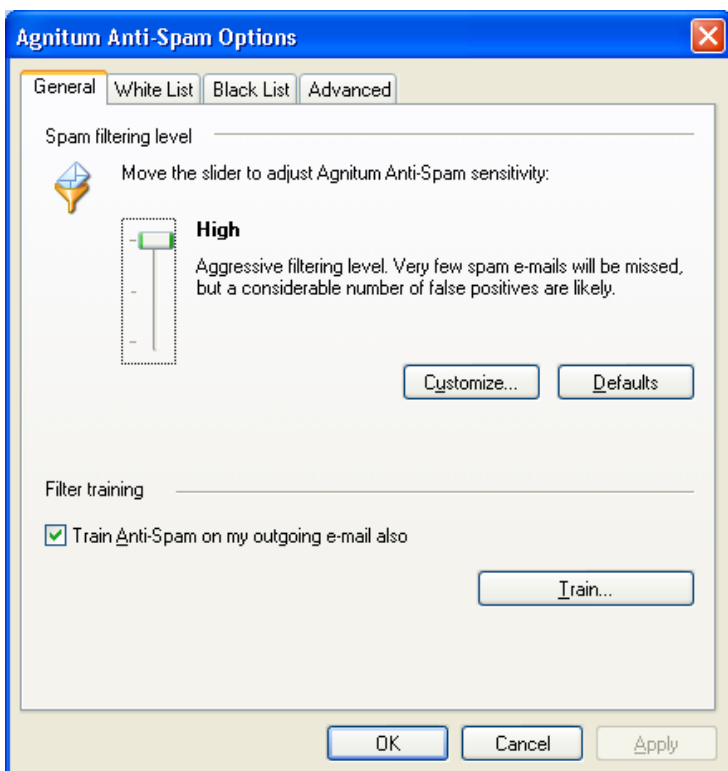 Agnitum Anti-Spam Options
General White List Black List Advanced
Spam filtering level
Move the slider to adjust Agnitum Anti-Spam sensitivity:
High
Aggressive filtering level. Very few spam e-mails will be missed,
but a considerable number of false positives are likely.
Customize... Defaults
Filter training
Train Anti-Spam on my outgoing e-mail also
Train...
OK Cancel Apply